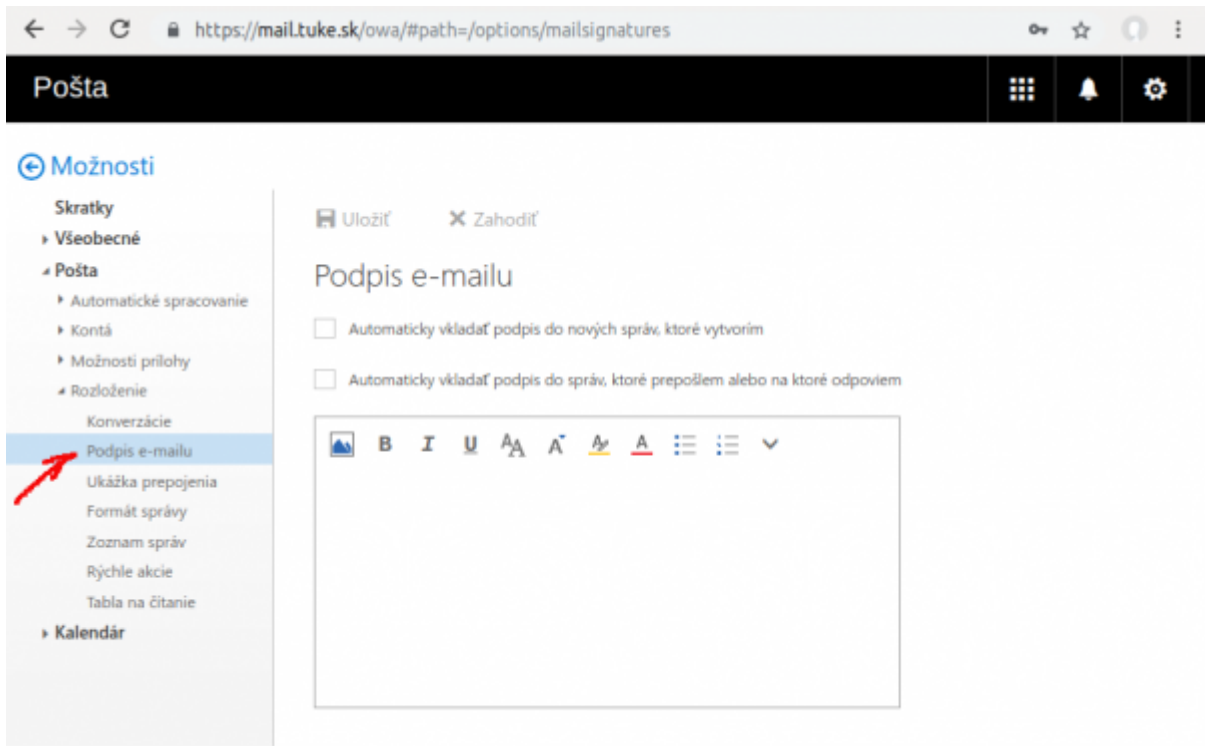 https://mail.tuke.sk/owa/#path=/options/mailsignatures
Pošta
Možnosti
Skratky
Všeobecné
Pošta
Automatické spracovanie
Kontá
Možnosti prílohy
Rozloženie
Konverzácie
Podpis e-mailu
Ukážka prepojenia
Formát správy
Zoznam správ
Rýchle akcie
Tabla na čítanie
Kalendár
Uložiť
Zahodiť
Podpis e-mailu
Automaticky vkladať podpis do nových správ, ktoré vytvorím
Automaticky vkladať podpis do správ, ktoré prepošlem alebo na ktoré odpoviem